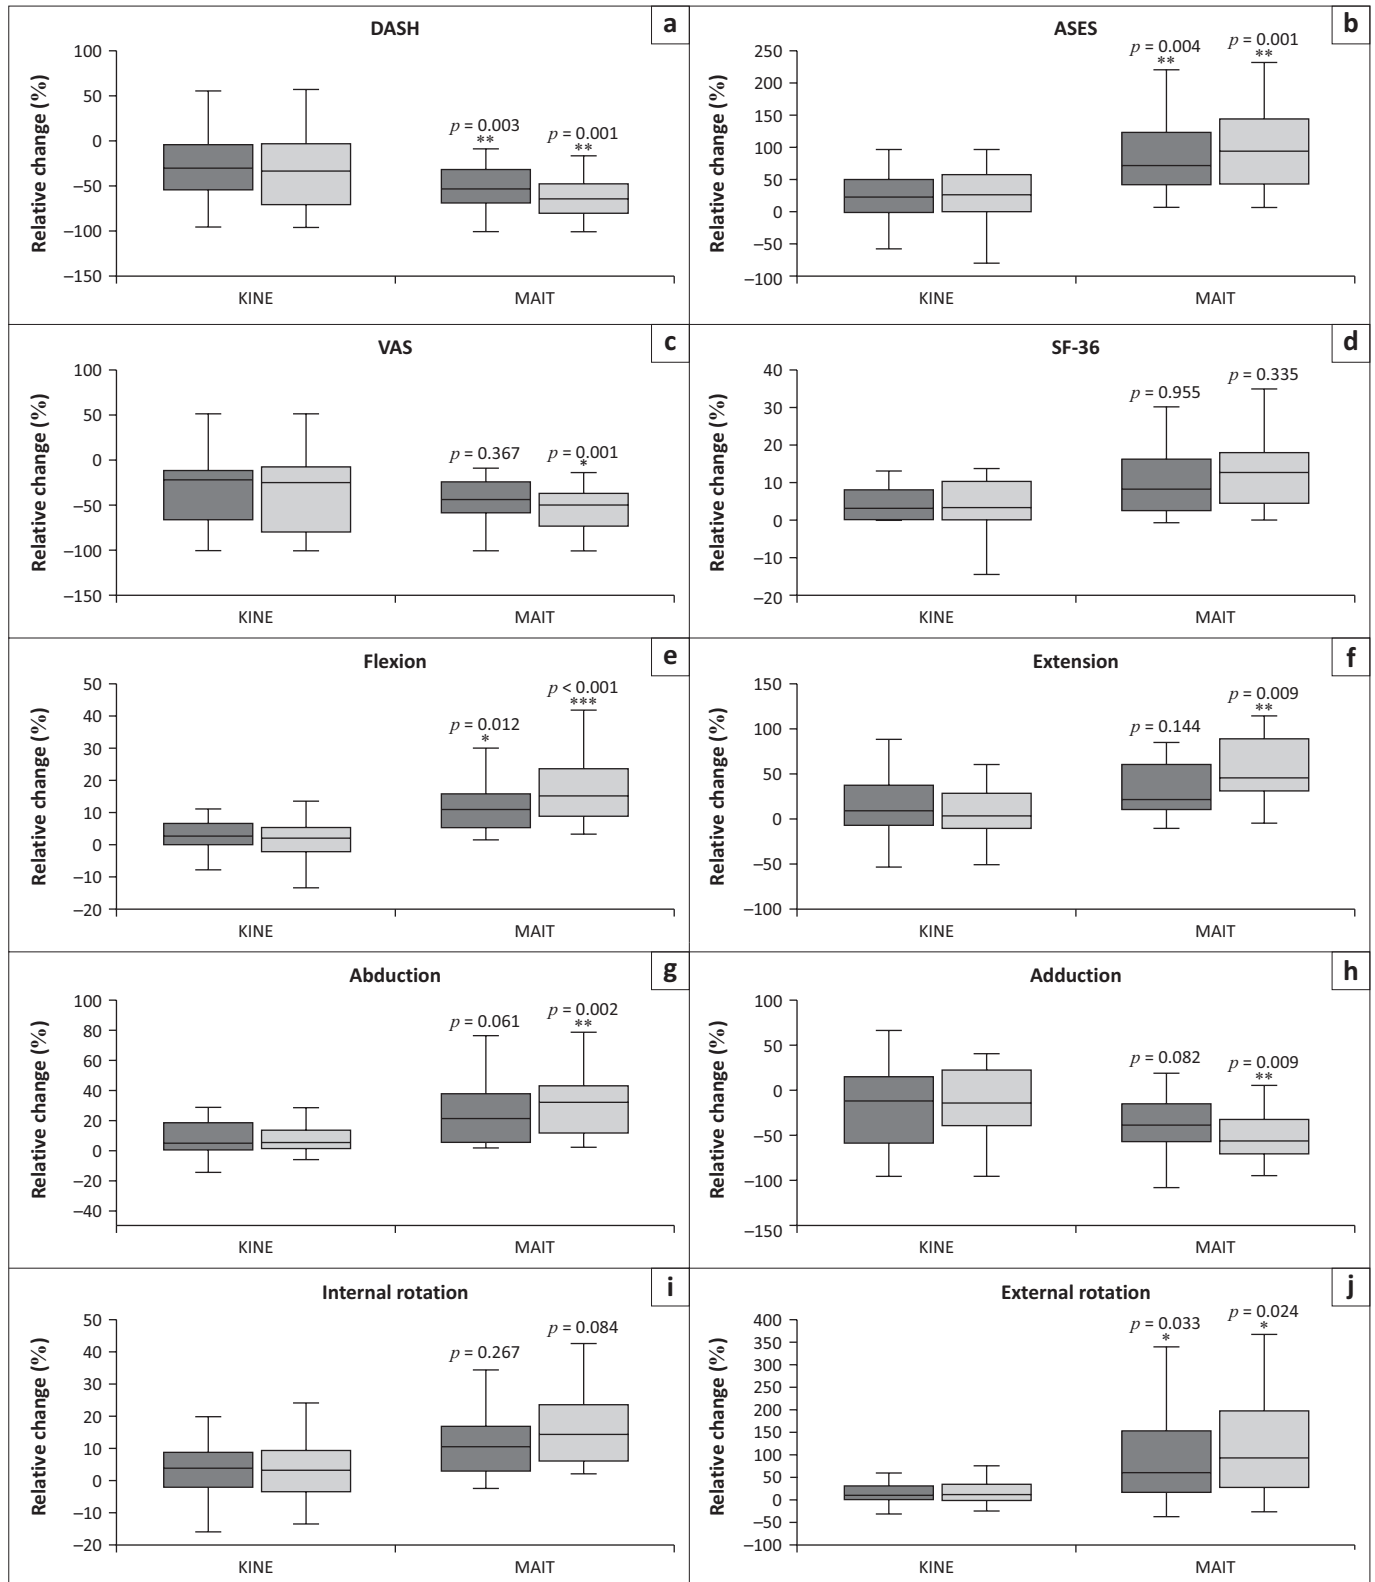 DASH
a
Relative change (%)
100
50
0
–50
–100
–150
p = 0.003
**
p = 0.001
**
KINE
MAIT
ASES
b
Relative change (%)
250
200
150
100
50
0
–50
–100
p = 0.004
**
p = 0.001
**
KINE
MAIT
VAS
c
Relative change (%)
100
50
0
–50
–100
–150
p = 0.367
p = 0.001
*
KINE
MAIT
SF-36
d
Relative change (%)
40
30
20
10
0
–10
–20
p = 0.955
p = 0.335
KINE
MAIT
Flexion
e
Relative change (%)
50
40
30
20
10
0
–10
–20
p = 0.012
*
p < 0.001
***
KINE
MAIT
Extension
f
Relative change (%)
150
100
50
0
–50
–100
p = 0.144
p = 0.009
**
KINE
MAIT
Abduction
g
Relative change (%)
100
80
60
40
20
0
–20
–40
p = 0.061
p = 0.002
**
KINE
MAIT
Adduction
h
Relative change (%)
100
50
–0
–50
–100
–150
p = 0.082
p = 0.009
**
KINE
MAIT
Internal rotation
i
Relative change (%)
50
40
30
20
10
0
–10
–20
p = 0.267
p = 0.084
KINE
MAIT
External rotation
j
Relative change (%)
400
350
300
250
200
150
100
50
0
–50
–100
p = 0.033
*
p = 0.024
*
KINE
MAIT